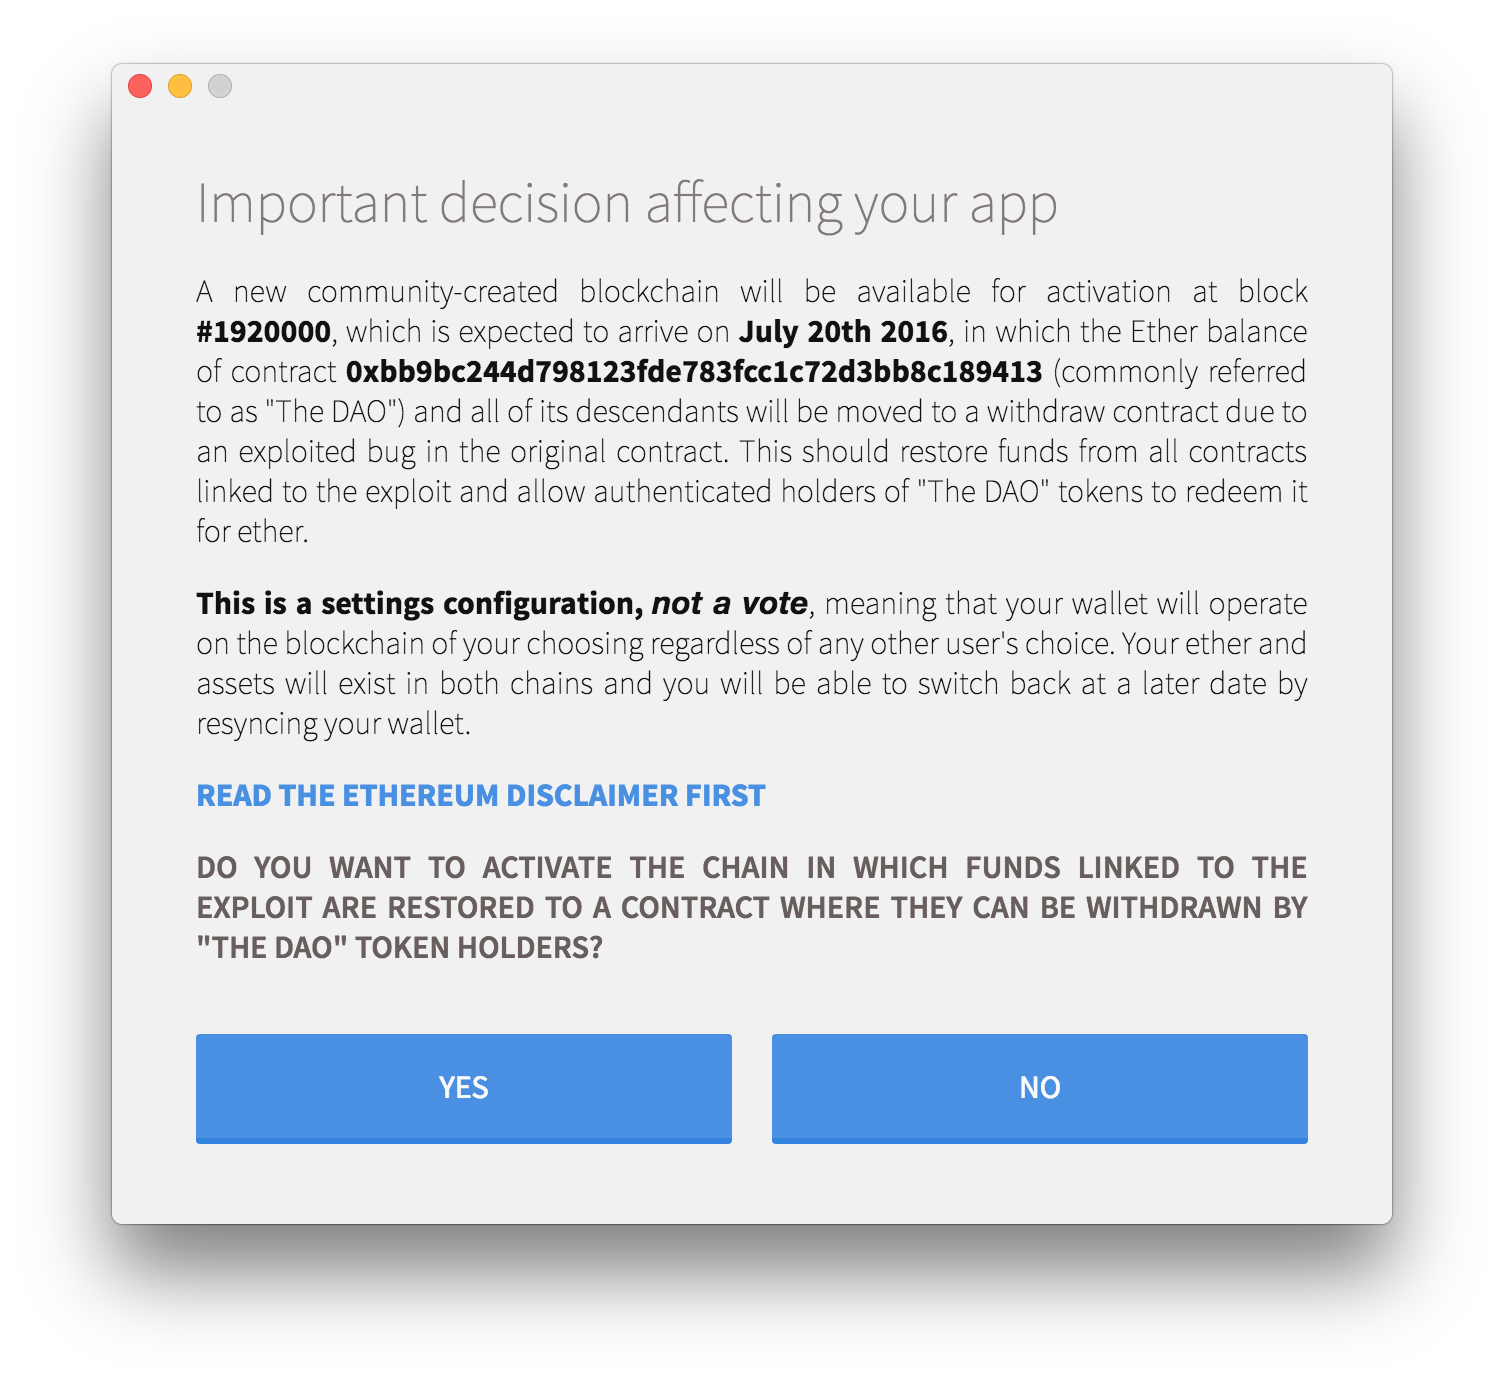 Important decision affecting your app
A new community-created blockchain will be available for activation at block
#1920000, which is expected to arrive on July 20th 2016, in which the Ether balance
of contract 0xbb9bc244d798123fde783fcc1c72d3bb8c189413 (commonly referred
to as "The DAO") and all of its descendants will be moved to a withdraw contract due to
an exploited bug in the original contract. This should restore funds from all contracts
linked to the exploit and allow authenticated holders of "The DAO" tokens to redeem it
for ether.
This is a settings configuration, not a vote, meaning that your wallet will operate
on the blockchain of your choosing regardless of any other user's choice. Your ether and
assets will exist in both chains and you will be able to switch back at a later date by
resyncing your wallet.
READ THE ETHEREUM DISCLAIMER FIRST
DO YOU WANT TO ACTIVATE THE CHAIN IN WHICH FUNDS LINKED TO THE
EXPLOIT ARE RESTORED TO A CONTRACT WHERE THEY CAN BE WITHDRAWN BY
"THE DAO" TOKEN HOLDERS?
YES
NO